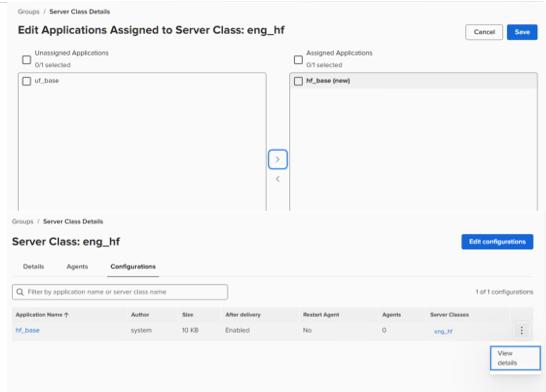 Groups / Server Class Details
Edit Applications Assigned to Server Class: eng_hf
Cancel
Save
Unassigned Applications
0/1 selected
uf_base
Assigned Applications
0/1 selected
hf_base (new)
Groups / Server Class Details
Server Class: eng_hf
Edit configurations
Details Agents Configurations
Filter by application name or server class name
1 of 1 configurations
Application Name ↑ Author Size After delivery Restart Agent Agents Server Classes
hf_base system 10 KB Enabled No 0 eng_hf
View
details